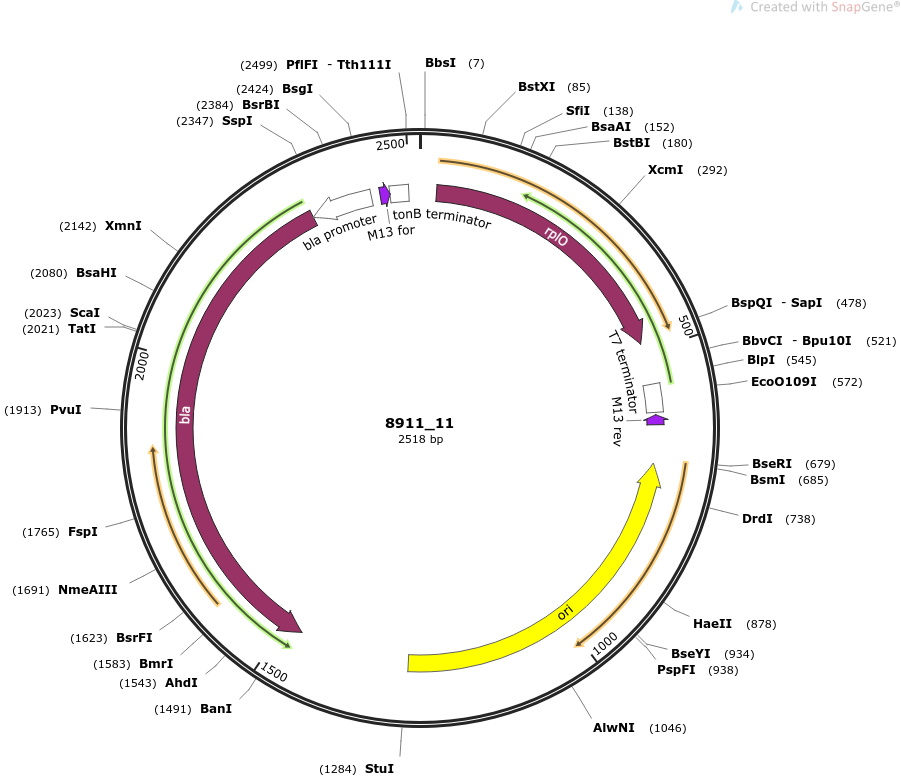 Created with SnapGene®
(2499) PflFI - Tth111I
BbsI (7)
(2424) BsgI
BstXI (85)
(2384) BsrBI
SfiI (138)
(2347) SspI
BsaAI (152)
BstBI (180)
2500
XcmI (292)
tonB terminator
bla promoter
M13 for
rplO
(2142) XmnI
(2080) BsaHI
BspQI - SapI (478)
(2023) ScaI
500
(2021) TatI
BbvCI - Bpu10I (521)
2000
BlpI (545)
T7 terminator
EcoO109I (572)
(1913) PvuI
bla
M13 rev
8911_11
2518 bp
BseRI (679)
BsmI (685)
DrdI (738)
(1765) FspI
(1691) NmeAIII
ori
HaeII (878)
(1623) BsrFI
1000
BseYI (934)
(1583) BmrI
PspFI (938)
1500
(1543) AhdI
(1491) BanI
AlwNI (1046)
(1284) StuI